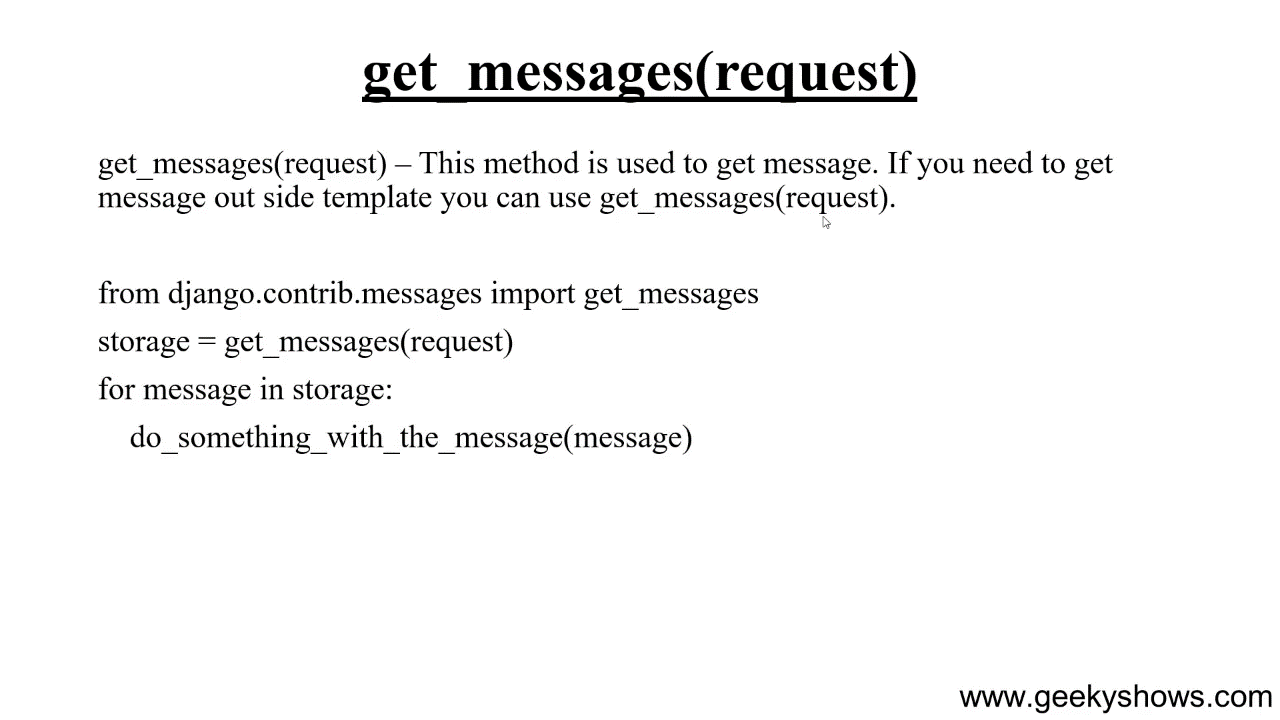 get_messages(request)
get_messages(request) – This method is used to get message. If you need to get
message out side template you can use get_messages(request).
from django.contrib.messages import get_messages
storage = get_messages(request)
for message in storage:
do_something_with_the_message(message)
www.geekyshows.com